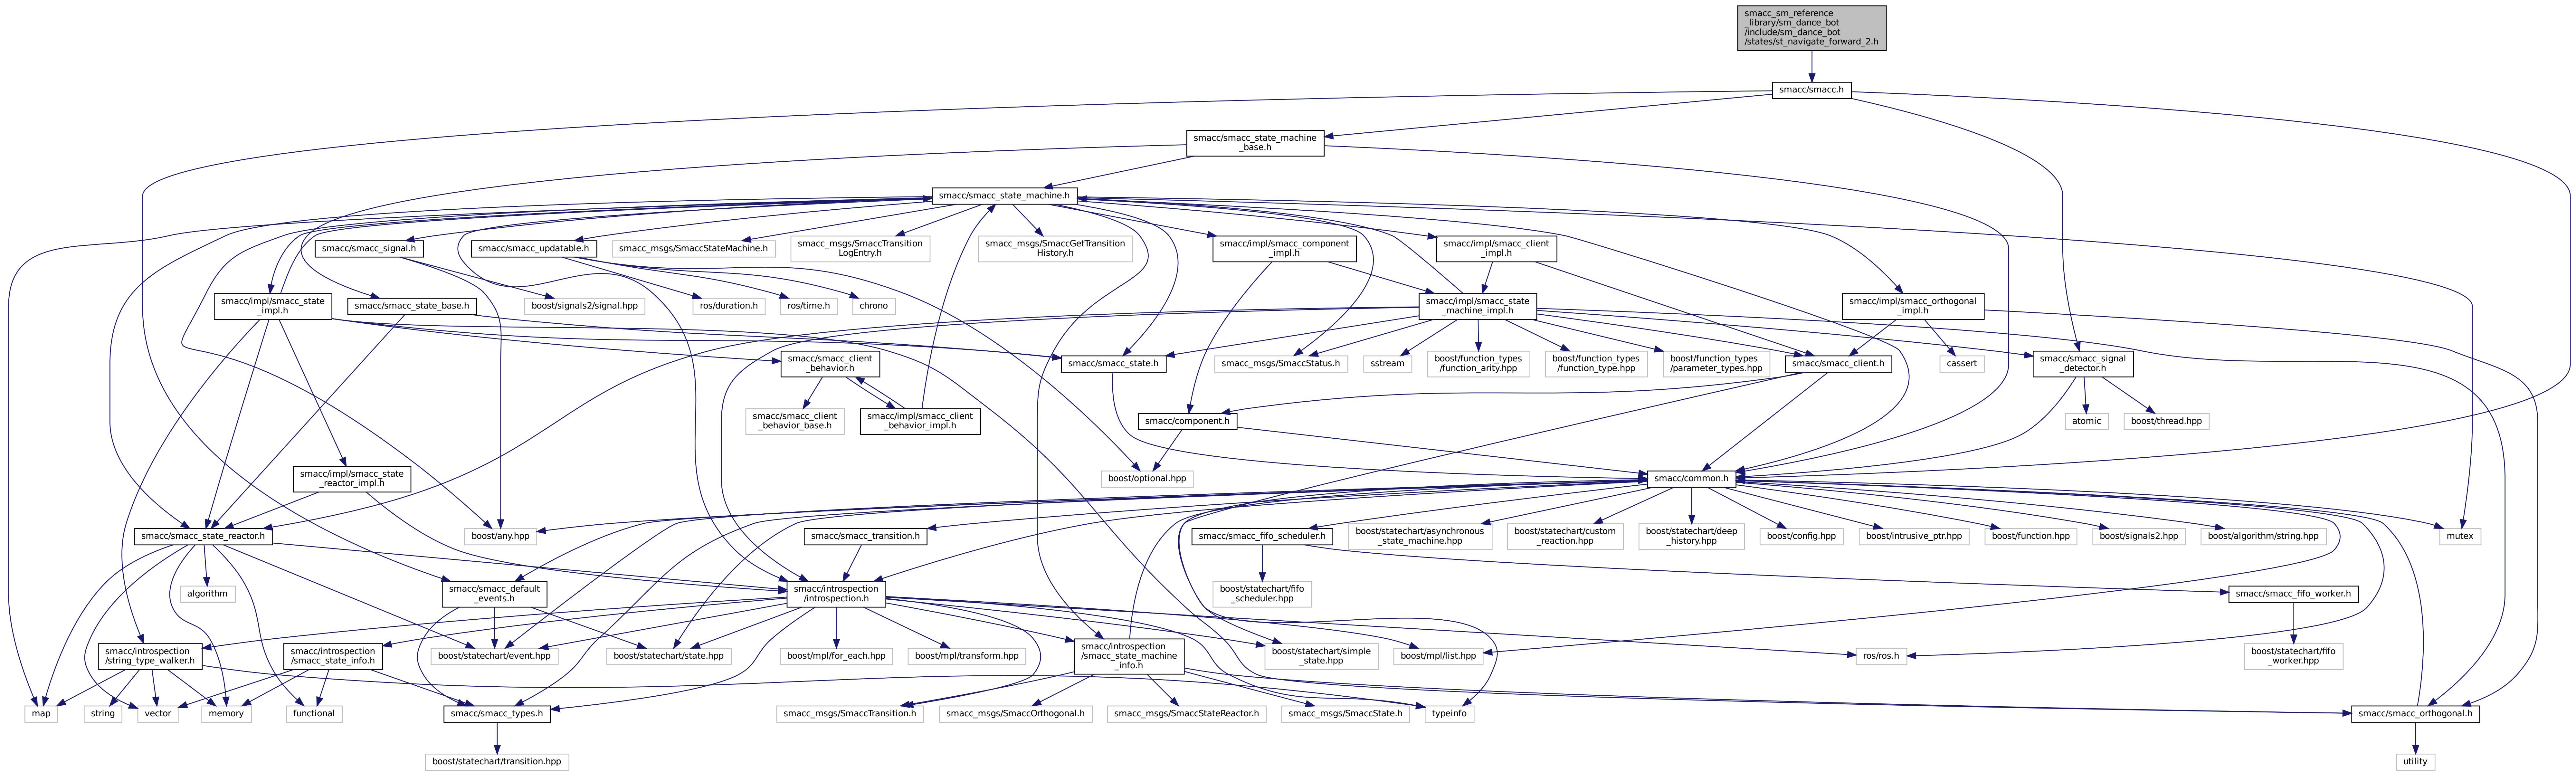 smacc_sm_reference
_library/sm_dance_bot
/include/sm_dance_bot
/states/st_navigate_forward_2.h
smacc/smacc.h
smacc/smacc_state_machine
_base.h
smacc/smacc_state_machine.h
smacc/smacc_signal.h
smacc/smacc_updatable.h
smacc_msgs/SmaccStateMachine.h
smacc_msgs/SmaccTransition
LogEntry.h
smacc_msgs/SmaccGetTransition
History.h
smacc/impl/smacc_component
_impl.h
smacc/impl/smacc_client
_impl.h
smacc/impl/smacc_state
_impl.h
smacc/smacc_state_base.h
boost/signals2/signal.hpp
ros/duration.h
ros/time.h
chrono
smacc/impl/smacc_state
_machine_impl.h
smacc/impl/smacc_orthogonal
_impl.h
smacc/smacc_client
_behavior.h
smacc/smacc_state.h
smacc_msgs/SmaccStatus.h
sstream
boost/function_types
/function_arity.hpp
boost/function_types
/function_type.hpp
boost/function_types
/parameter_types.hpp
smacc/smacc_client.h
cassert
smacc/smacc_signal
_detector.h
smacc/smacc_client
_behavior_base.h
smacc/impl/smacc_client
_behavior_impl.h
smacc/component.h
atomic
boost/thread.hpp
smacc/impl/smacc_state
_reactor_impl.h
boost/optional.hpp
smacc/common.h
smacc/smacc_state_reactor.h
boost/any.hpp
smacc/smacc_transition.h
smacc/smacc_fifo_scheduler.h
boost/statechart/asynchronous
_state_machine.hpp
boost/statechart/custom
_reaction.hpp
boost/statechart/deep
_history.hpp
boost/config.hpp
boost/intrusive_ptr.hpp
boost/function.hpp
boost/signals2.hpp
boost/algorithm/string.hpp
mutex
algorithm
smacc/smacc_default
_events.h
smacc/introspection
/introspection.h
boost/statechart/fifo
_scheduler.hpp
smacc/smacc_fifo_worker.h
smacc/introspection
/string_type_walker.h
smacc/introspection
/smacc_state_info.h
boost/statechart/event.hpp
boost/statechart/state.hpp
boost/mpl/for_each.hpp
boost/mpl/transform.hpp
smacc/introspection
/smacc_state_machine
_info.h
boost/statechart/simple
_state.hpp
boost/mpl/list.hpp
ros/ros.h
boost/statechart/fifo
_worker.hpp
map
string
vector
memory
functional
smacc/smacc_types.h
smacc_msgs/SmaccTransition.h
smacc_msgs/SmaccOrthogonal.h
smacc_msgs/SmaccStateReactor.h
smacc_msgs/SmaccState.h
typeinfo
smacc/smacc_orthogonal.h
boost/statechart/transition.hpp
utility